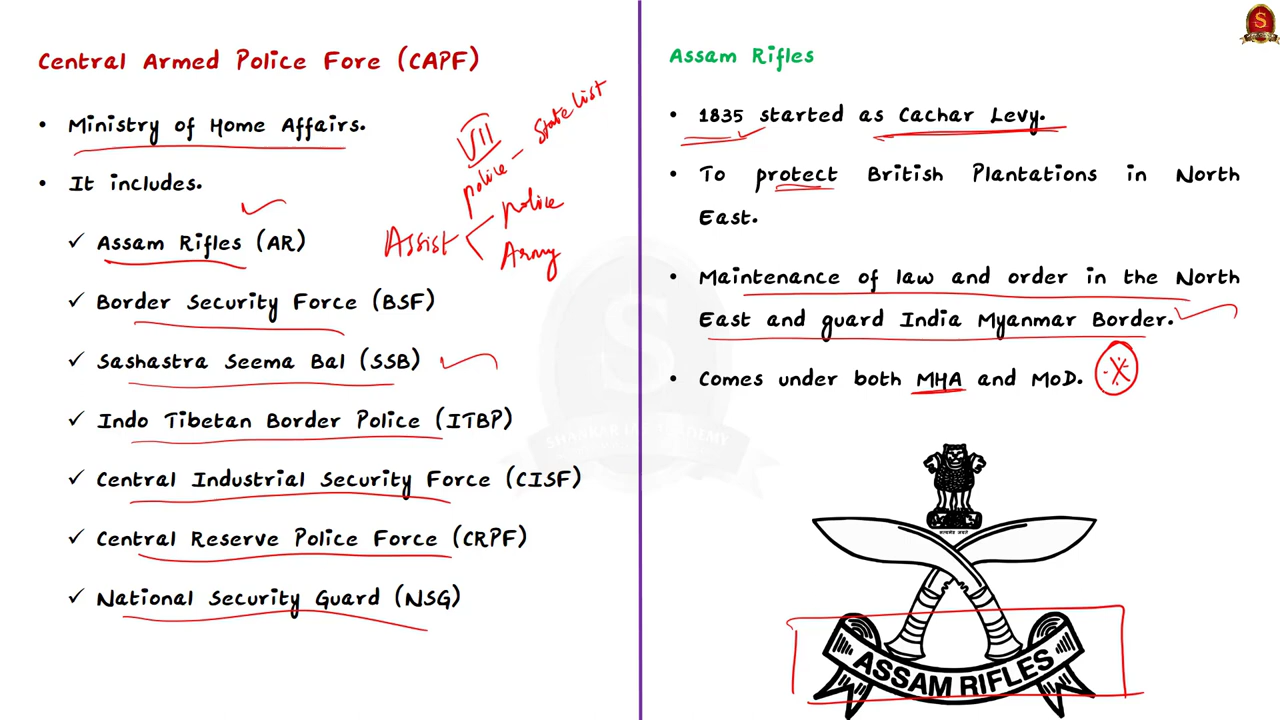 Central Armed Police Fore (CAPF)
• Ministry of Home Affairs.
• It includes.
✓ Assam Rifles (AR)
✓ Border Security Force (BSF)
✓ Sashastra Seema Bal (SSB)
✓ Indo Tibetan Border Police (ITBP)
✓ Central Industrial Security Force (CISF)
✓ Central Reserve Police Force (CRPF)
✓ National Security Guard (NSG)
VII
police - State list
Assist
police
Army
Assam Rifles
• 1835 started as Cachar Levy.
• To protect British Plantations in North
East.
• Maintenance of law and order in the North
East and guard India Myanmar Border.
• Comes under both MHA and MoD.
सत्यमेव जयते
ASSAM RIFLES
S